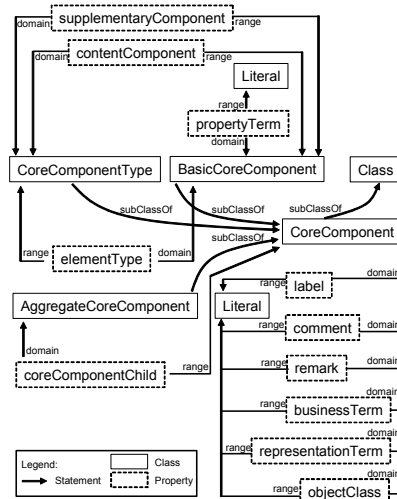 supplementaryComponent
domain
range
contentComponent
domain
range
Literal
range
propertyTerm
domain
CoreComponentType
BasicCoreComponent
Class
subClassOf
subClassOf
subClassOf
CoreComponent
range
domain
elementType
subClassOf
domain
label
range
AggregateCoreComponent
Literal
domain
range
comment
domain
range
coreComponentChild
domain
range
remark
domain
range
businessTerm
domain
range
representationTerm
domain
range
objectClass
Legend:
Class
Statement
Property